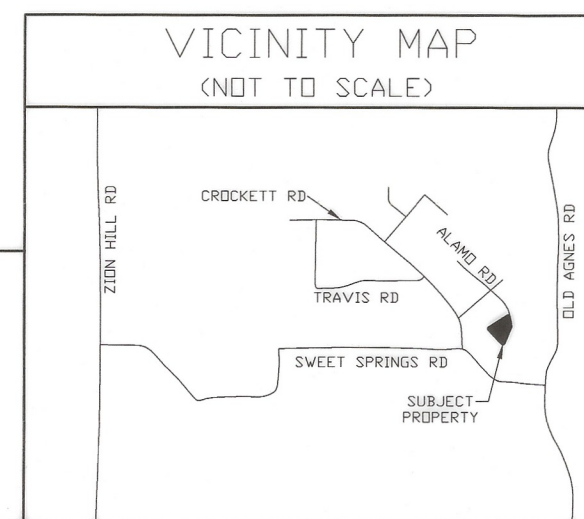 VICINITY MAP
(NOT TO SCALE)
CROCKETT RD
ZION HILL RD
ALAMO RD
OLD AGNES RD
TRAVIS RD
SWEET SPRINGS RD
SUBJECT
PROPERTY